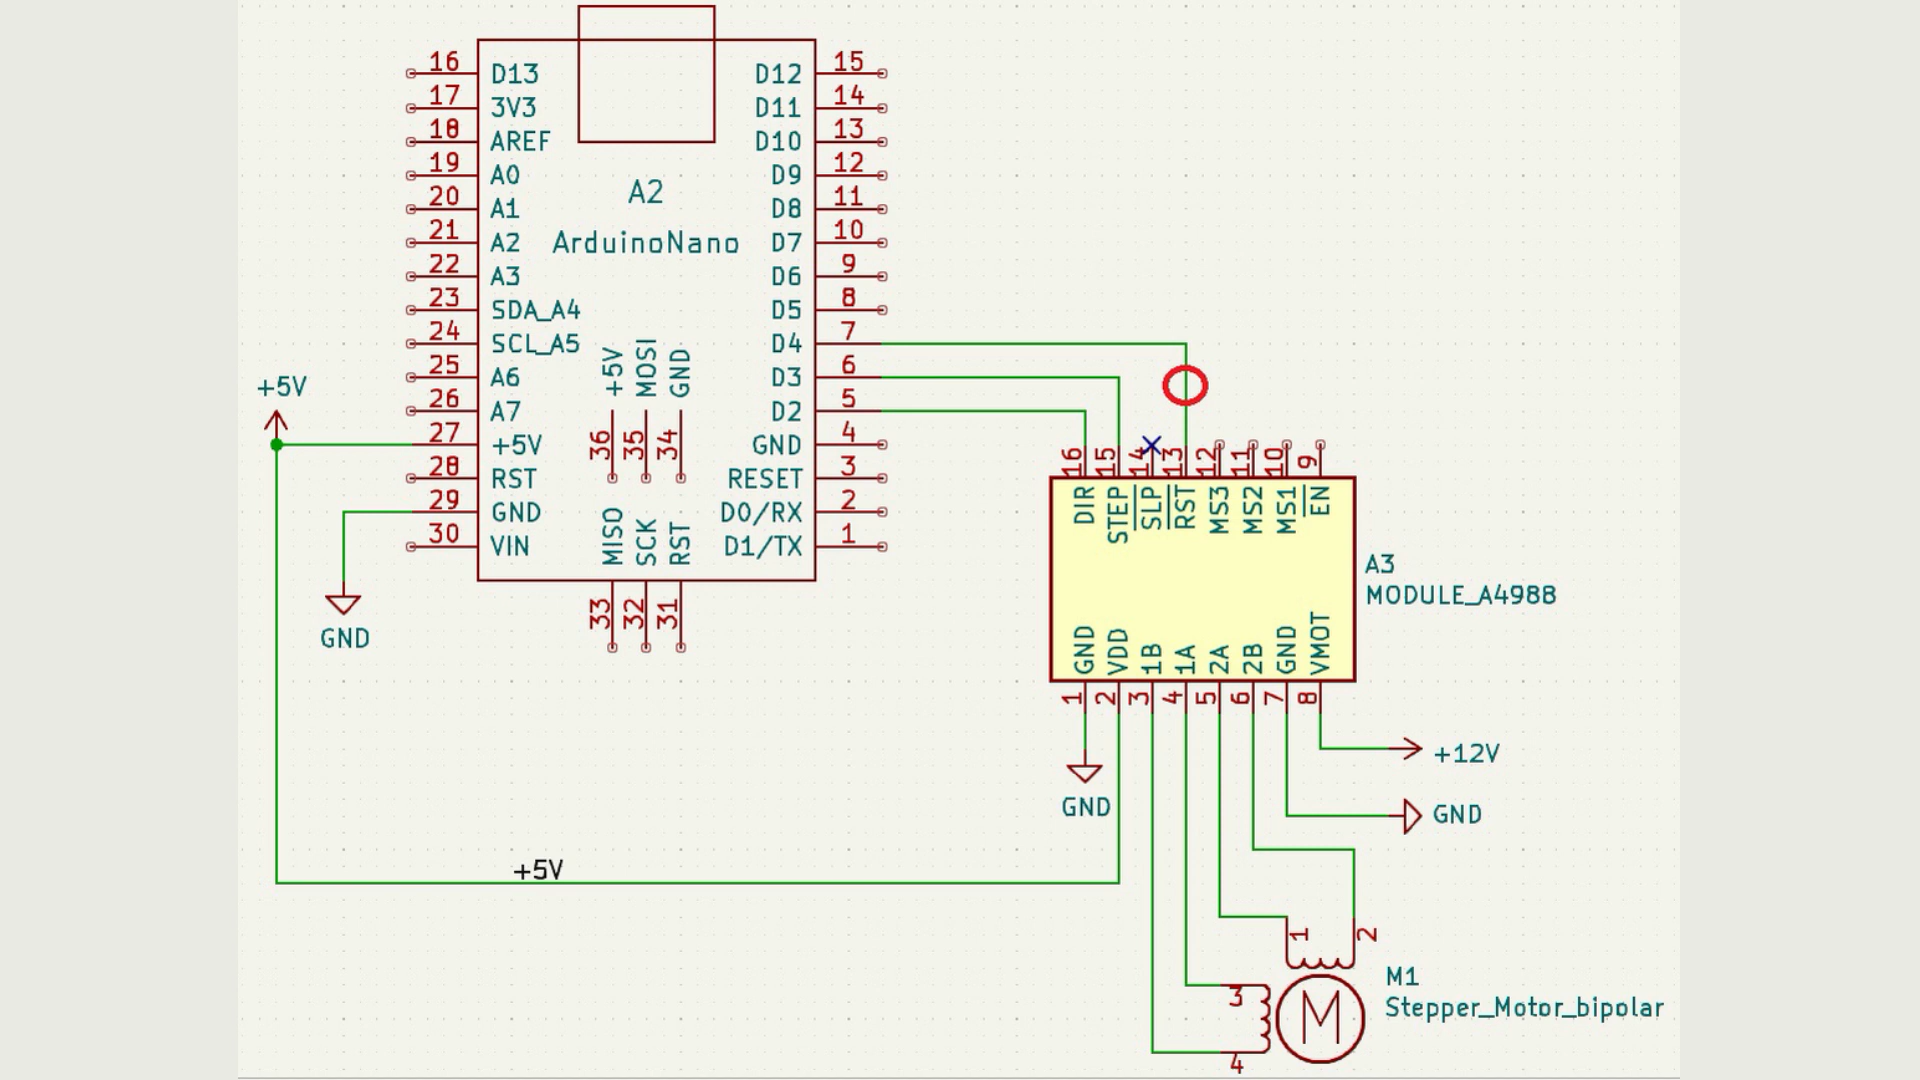 16 D13 D12 15
17 3V3 D11 14
18 AREF D10 13
19 A0 D9 12
20 A1 A2 D8 11
21 A2 ArduinoNano D7 10
22 A3 D6 9
23 SDA_A4 D5 8
24 SCL_A5 D4 7
25 A6 +5V MOSI GND D3 6
+5V
26 A7 D2 5
27 +5V 36 35 34 GND 4
28 RST RESET 3
29 GND D0/RX 2
30 VIN MISO SCK RST D1/TX 1
33 32 31
GND
16 15 14 13 12 11 10 9
DIR STEP SLP RST MS3 MS2 MS1 EN
A3
MODULE_A4988
GND VDD 1B 1A 2A 2B GND VMOT
1 2 3 4 5 6 7 8
+12V
GND
GND
+5V
1 2
M1
3 Stepper_Motor_bipolar
M
4